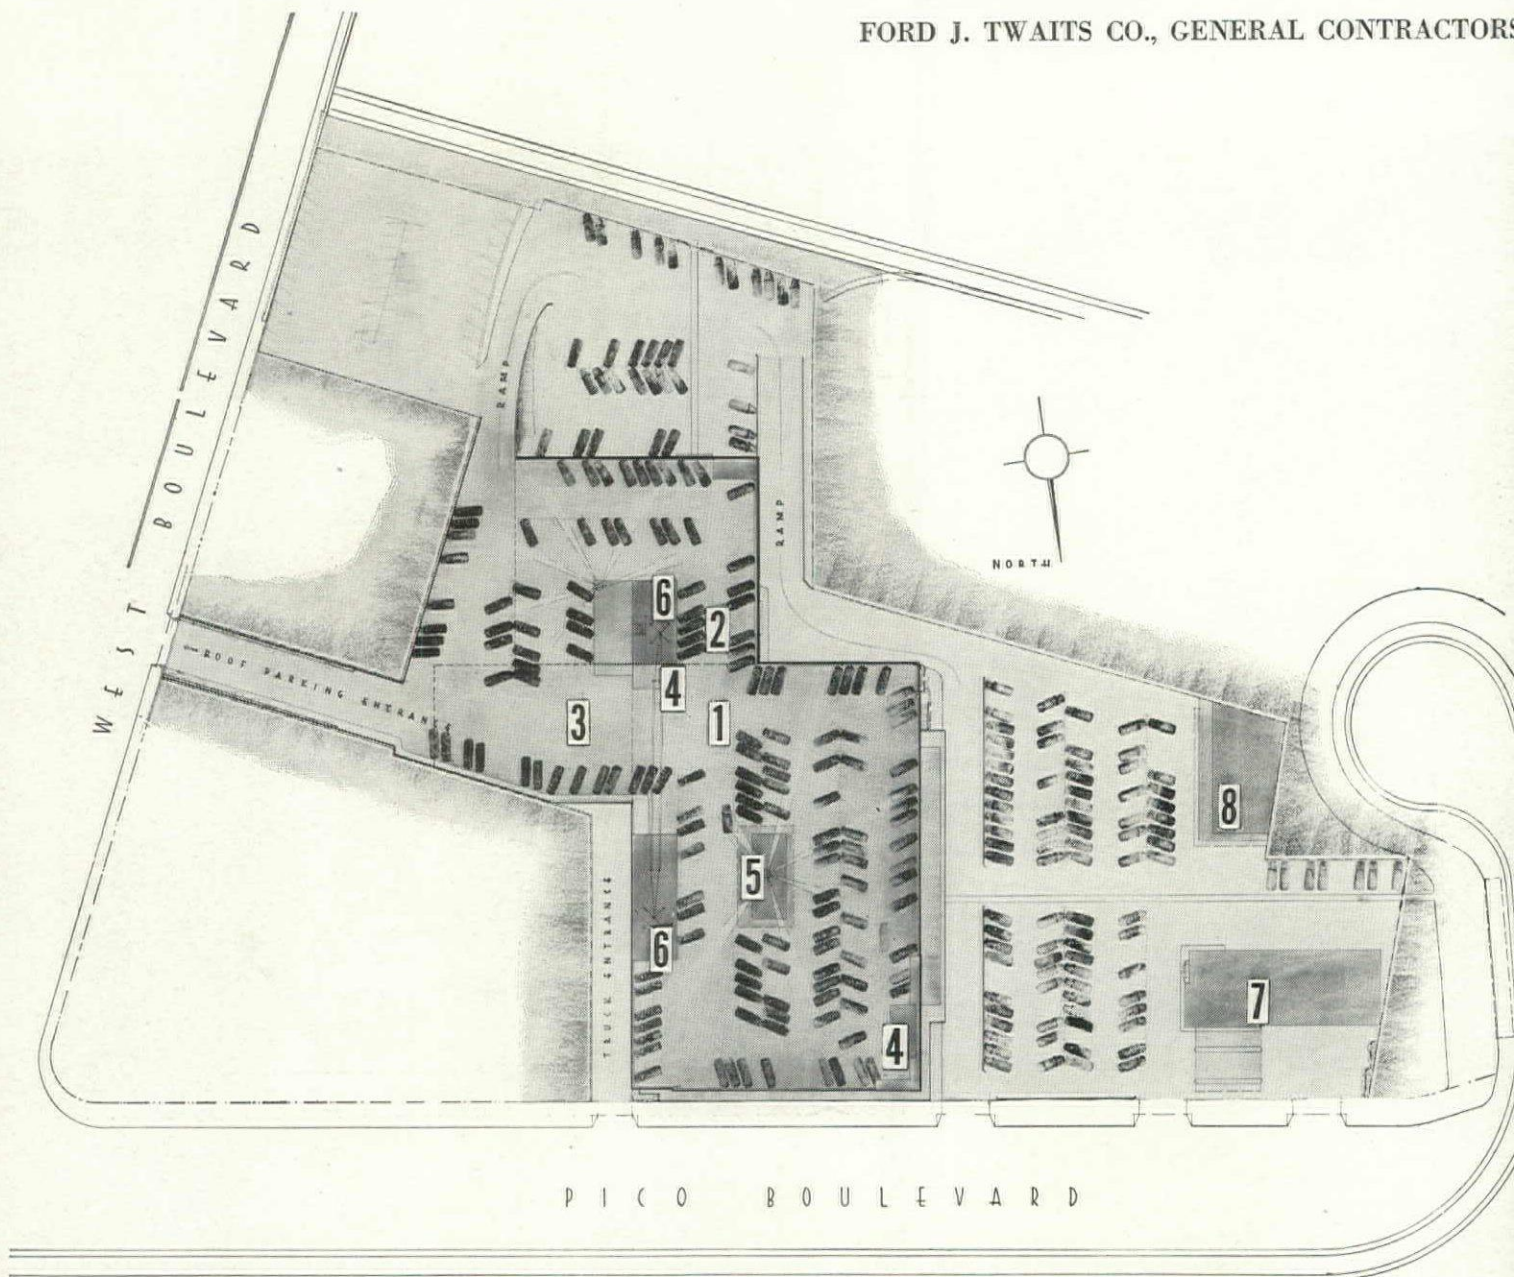 FORD J. TWAITS CO., GENERAL CONTRACTORS
WEST BOULEVARD
RAMP
RAMP
NORTH
ROOF PARKING ENTRANCE
6
2
4
3
1
8
5
6
7
4
TRUCK ENTRANCE
PICO BOULEVARD